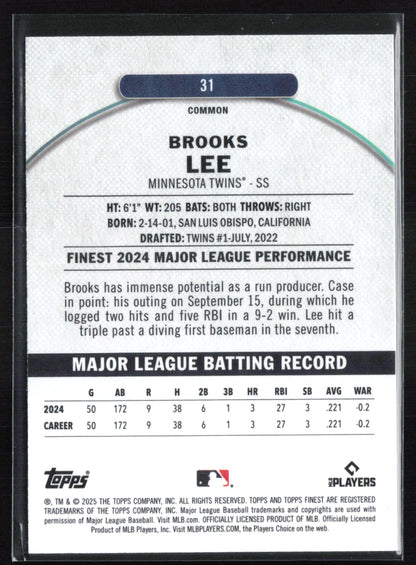 31
COMMON
BROOKS
LEE
MINNESOTA TWINS® - SS
HT: 6'1" WT: 205 BATS: BOTH THROWS: RIGHT
BORN: 2-14-01, SAN LUIS OBISPO, CALIFORNIA
DRAFTED: TWINS #1-JULY, 2022
FINEST 2024 MAJOR LEAGUE PERFORMANCE
Brooks has immense potential as a run producer. Case
in point: his outing on September 15, during which he
logged two hits and five RBI in a 9-2 win. Lee hit a
triple past a diving first baseman in the seventh.
MAJOR LEAGUE BATTING RECORD
G AB R H 2B 3B HR RBI SB AVG WAR
2024 50 172 9 38 6 1 3 27 3 .221 -0.2
CAREER 50 172 9 38 6 1 3 27 3 .221 -0.2
Topps
MLB PLAYERS
®, TM & © 2025 THE TOPPS COMPANY, INC. ALL RIGHTS RESERVED. TOPPS AND TOPPS FINEST ARE REGISTERED
TRADEMARKS OF THE TOPPS COMPANY, INC. Major League Baseball trademarks and copyrights are used with
permission of Major League Baseball. Visit MLB.com. OFFICIALLY LICENSED PRODUCT OF MLB. Officially Licensed
Product of MLB Players, Inc. Visit MLBPLAYERS.COM, the Players Choice on the web.